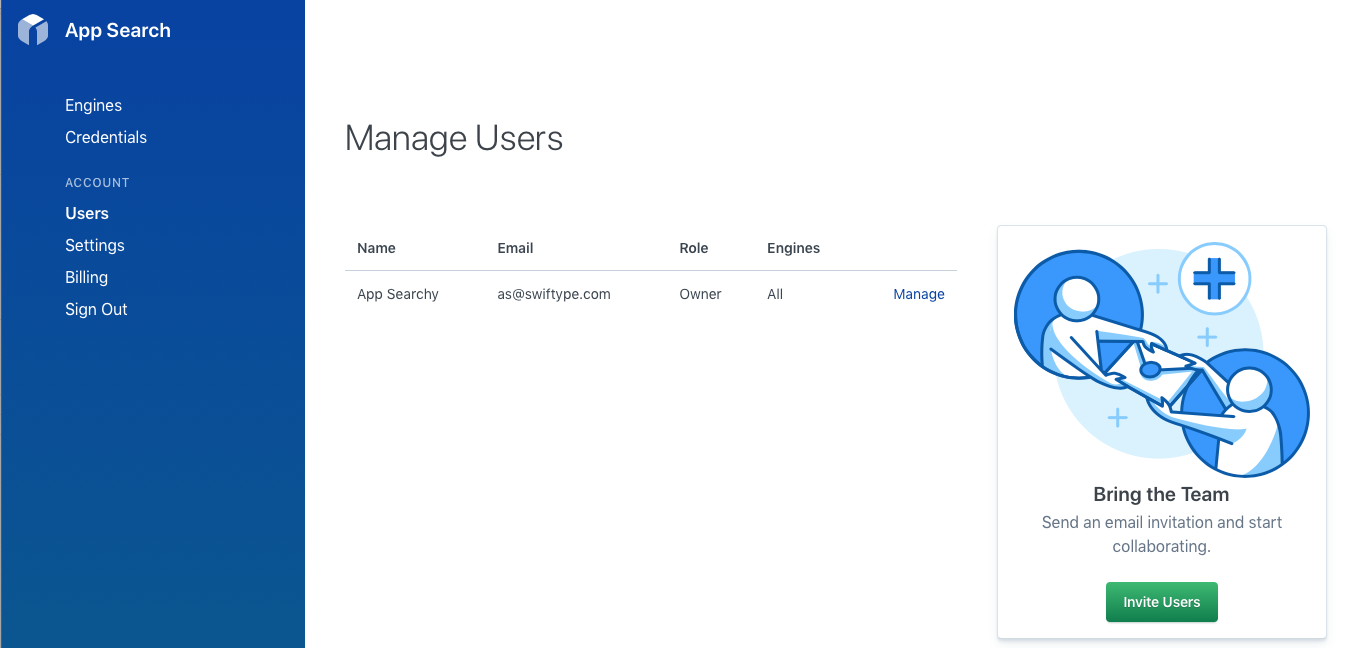 App Search
Engines
Credentials
ACCOUNT
Users
Settings
Billing
Sign Out
Manage Users
Name Email Role Engines
App Searchy as@swiftype.com Owner All Manage
Bring the Team
Send an email invitation and start
collaborating.
Invite Users